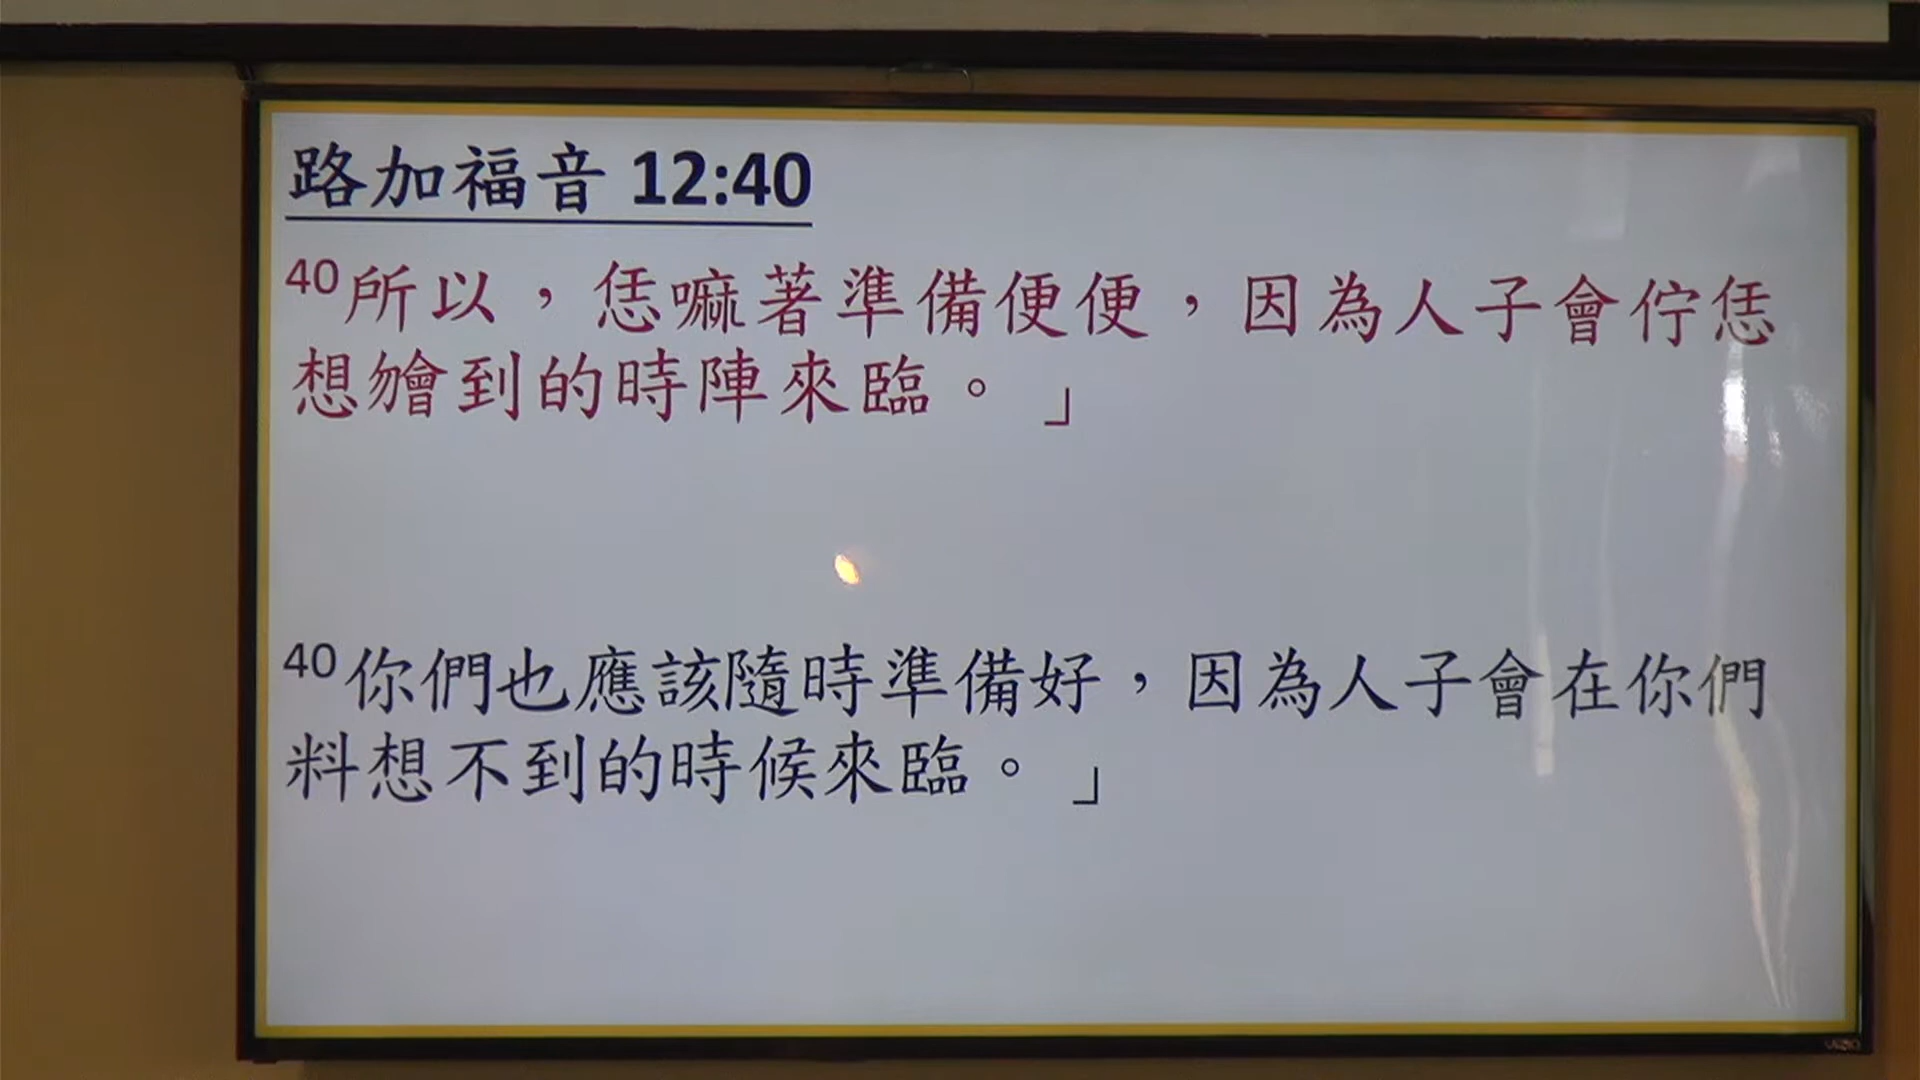 路加福音 12:40
40所以，恁嘛著準備便便，因為人子會佇恁
想𣍐到的時陣來臨。」
40你們也應該隨時準備好，因為人子會在你們
料想不到的時候來臨。」
VIZIO